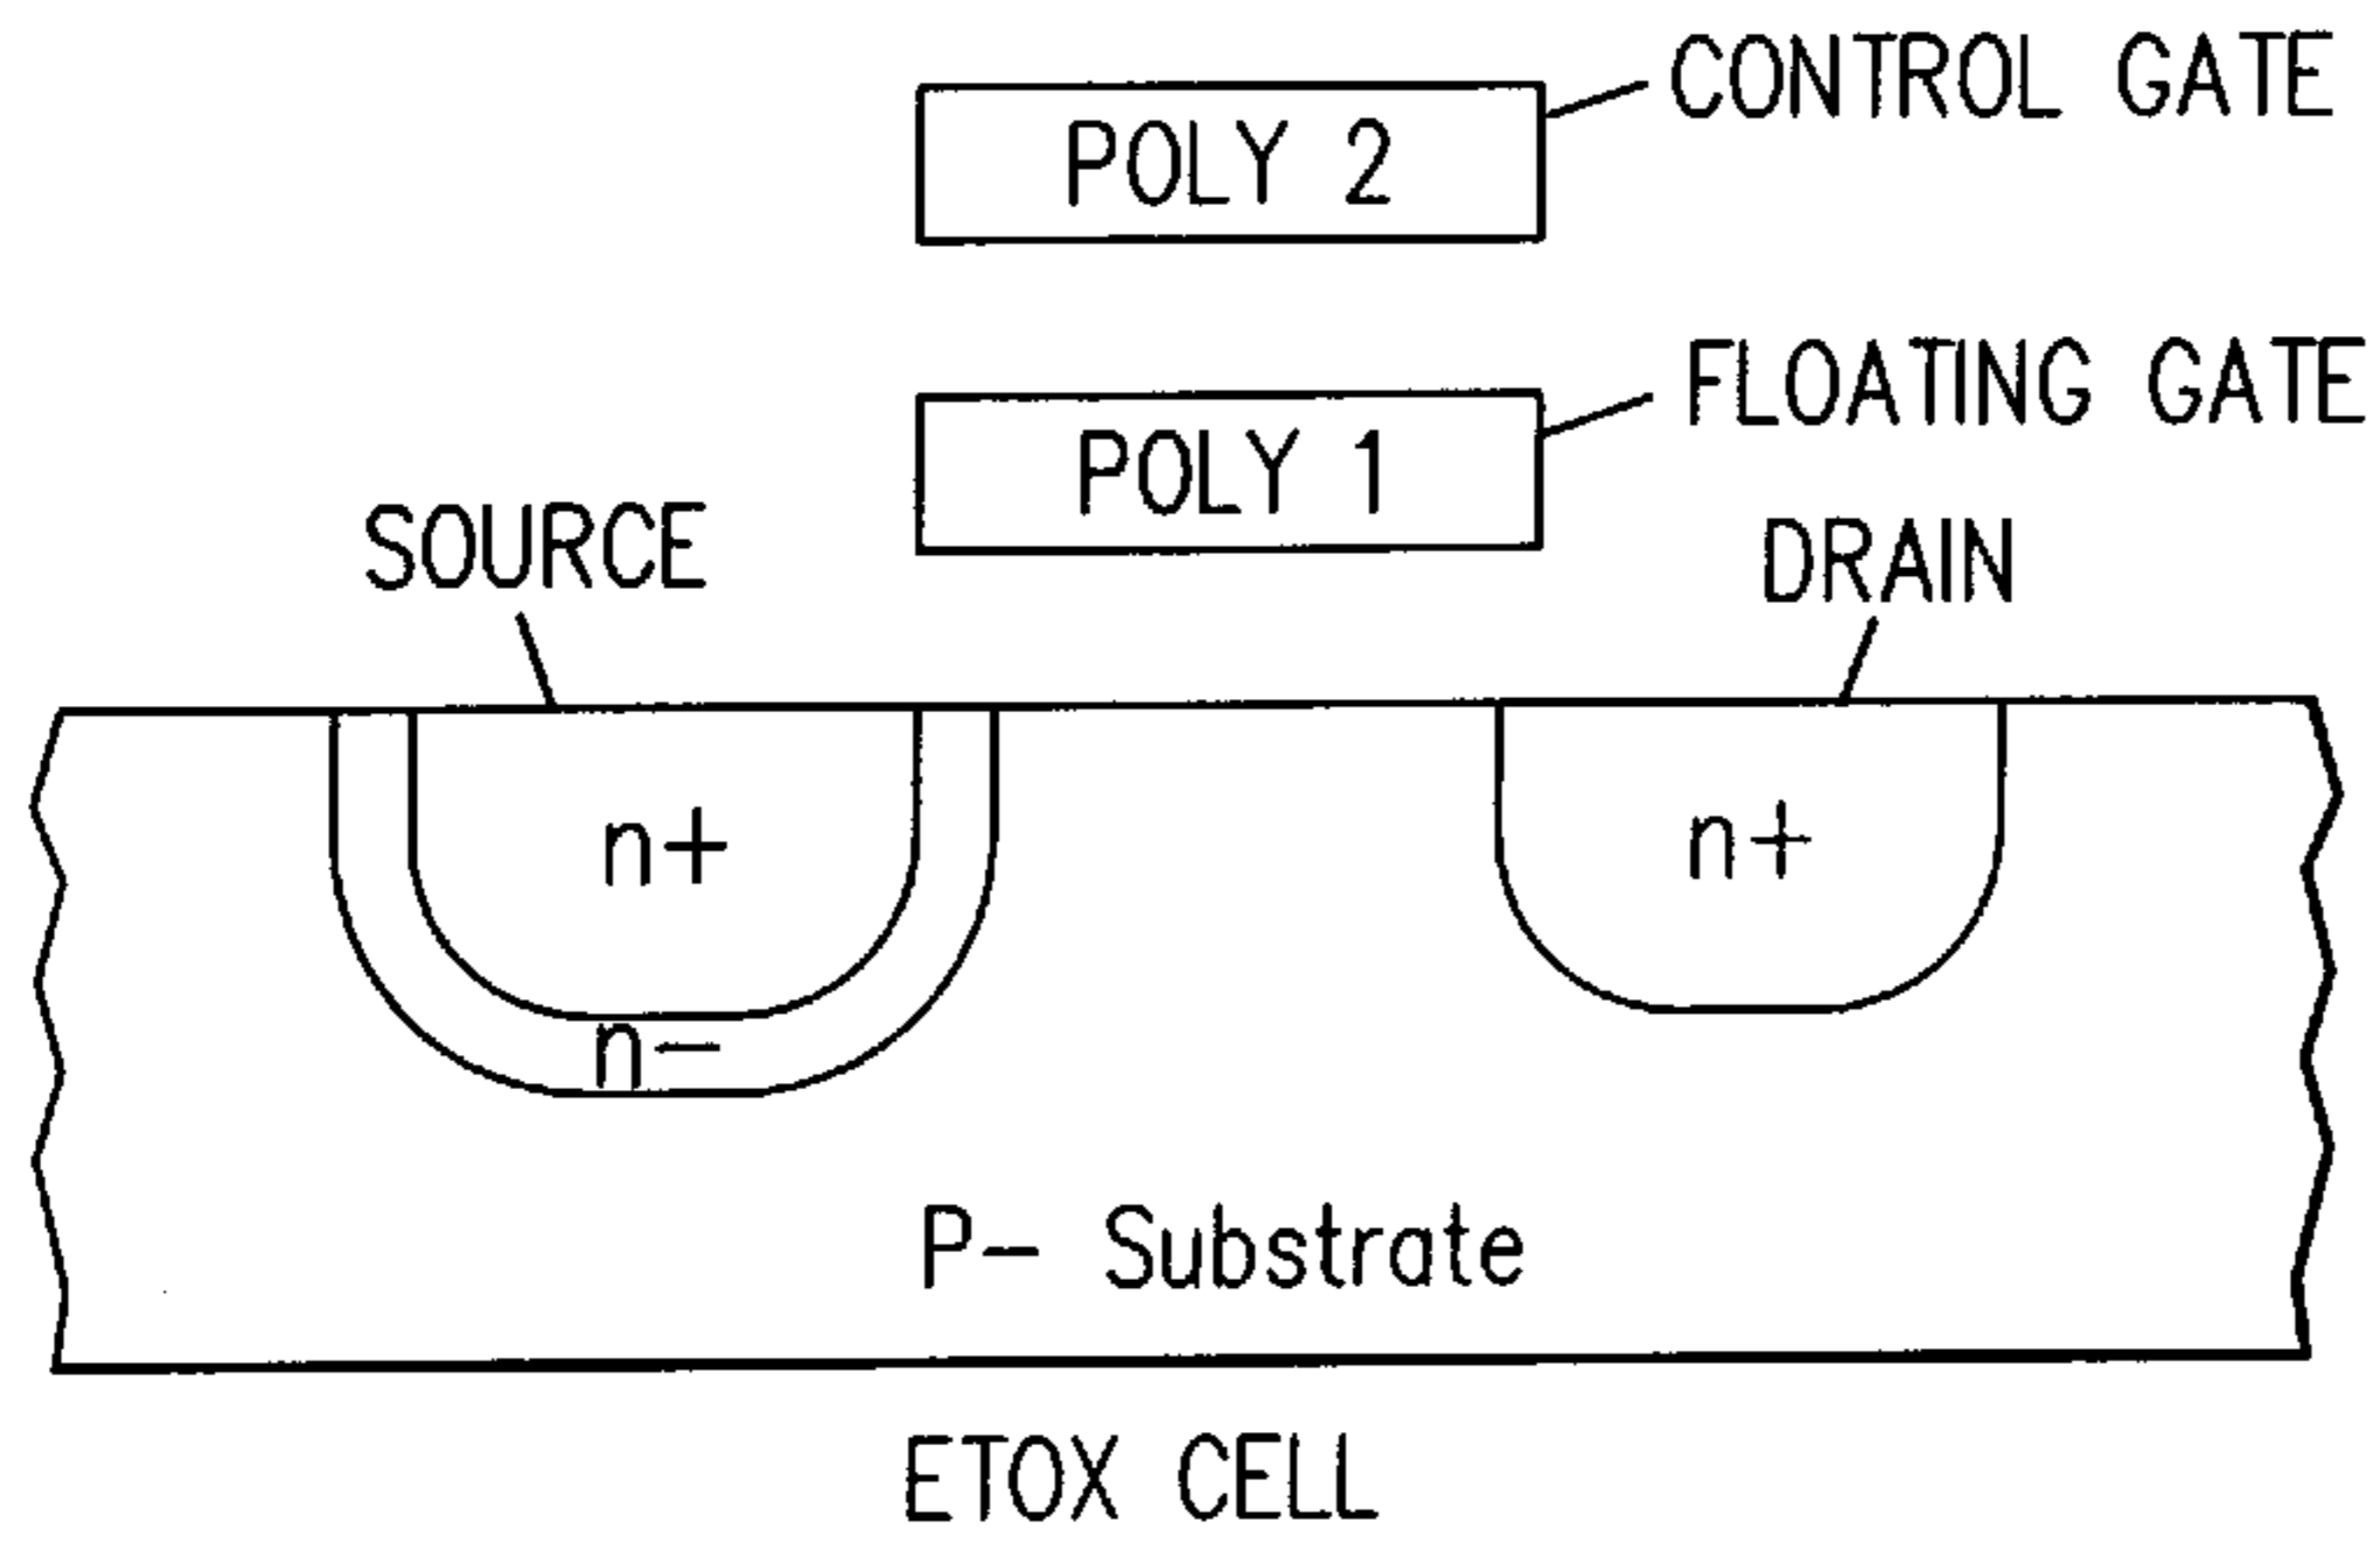 CONTROL GATE
POLY 2
FLOATING GATE
POLY 1
SOURCE
DRAIN
n+
n+
n-
P- Substrate
ETOX CELL